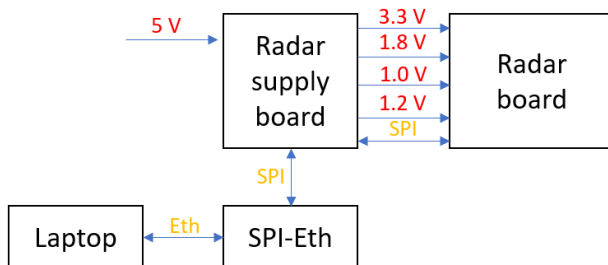 5 V
Radar
supply
board
3.3 V
1.8 V
1.0 V
1.2 V
SPI
Radar
board
SPI
Laptop
Eth
SPI-Eth